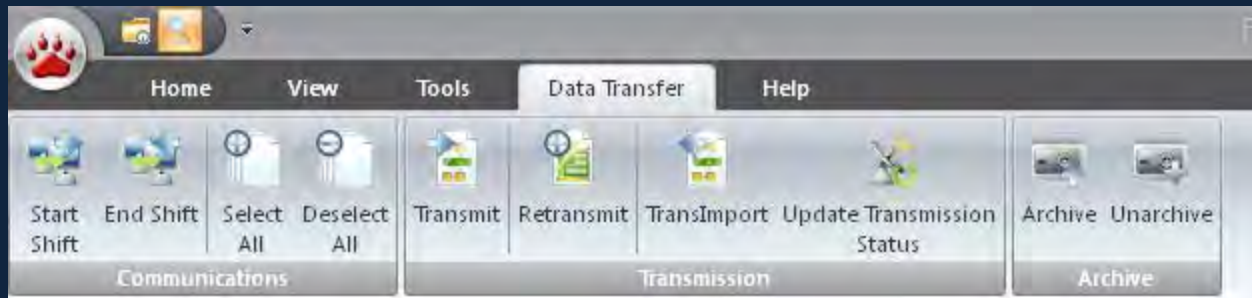 Home View Tools Data Transfer Help
Start End Shift Select Deselect Transmit Retransmit TransImport Update Transmission Archive Unarchive
Shift All All Status
Communications Transmission Archive